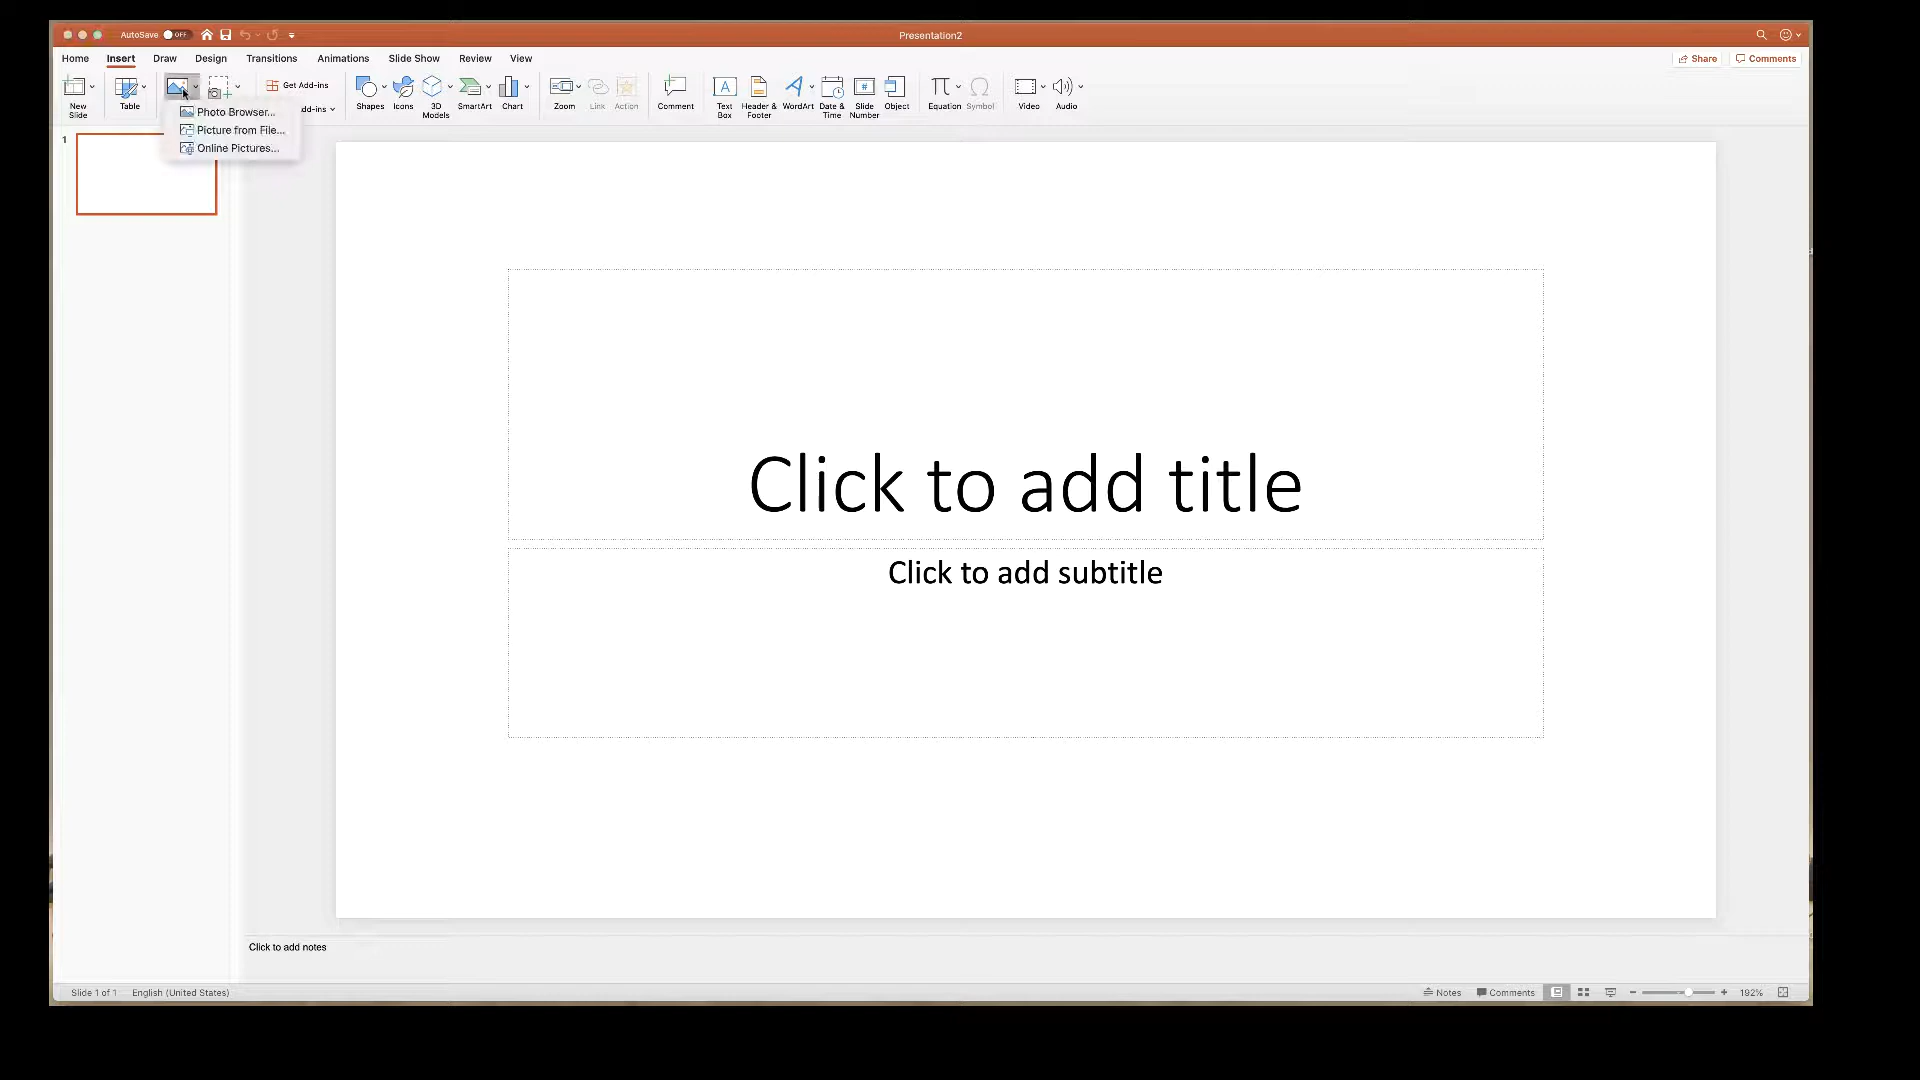 AutoSave OFF
Presentation2
Home Insert Draw Design Transitions Animations Slide Show Review View
Share Comments
New Slide
Table
Get Add-ins
dd-ins
Shapes
Icons
3D Models
SmartArt
Chart
Zoom
Link
Action
Comment
Text Box
Header & Footer
WordArt
Date & Time
Slide Number
Object
Equation
Symbol
Video
Audio
Photo Browser...
Picture from File...
Online Pictures...
1
Click to add title
Click to add subtitle
Click to add notes
Slide 1 of 1 English (United States)
Notes Comments 192%